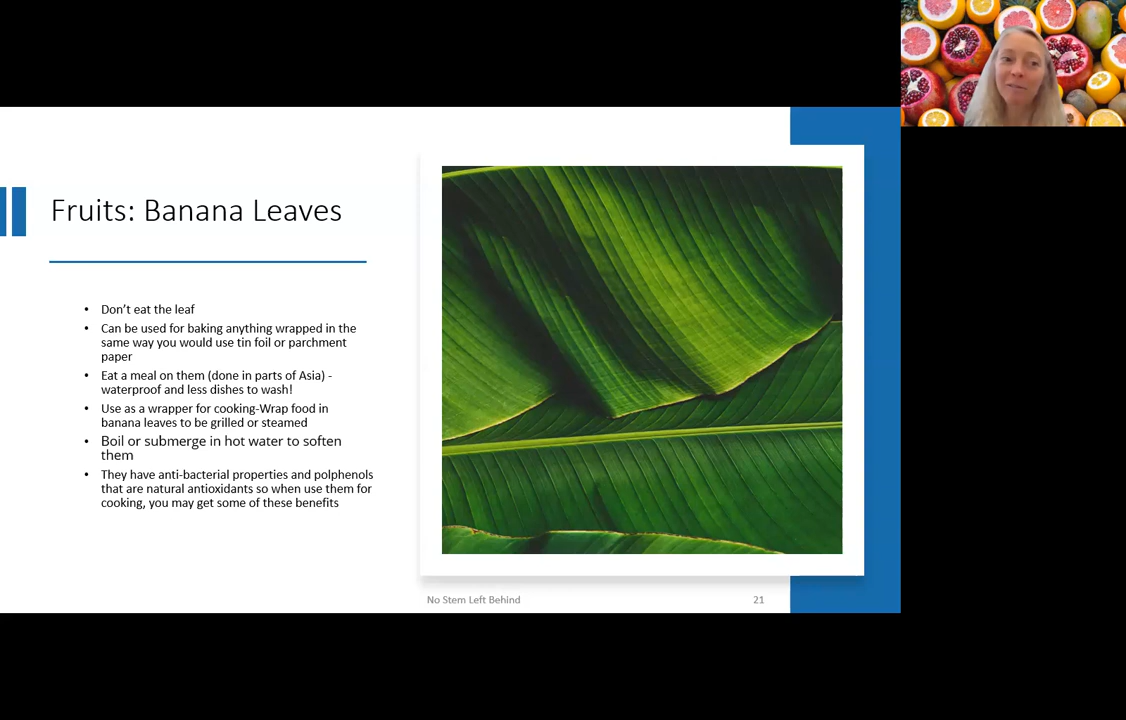 Fruits: Banana Leaves
• Don't eat the leaf
• Can be used for baking anything wrapped in the
same way you would use tin foil or parchment
paper
• Eat a meal on them (done in parts of Asia) -
waterproof and less dishes to wash!
• Use as a wrapper for cooking-Wrap food in
banana leaves to be grilled or steamed
• Boil or submerge in hot water to soften
them
• They have anti-bacterial properties and polphenols
that are natural antioxidants so when use them for
cooking, you may get some of these benefits
No Stem Left Behind
21